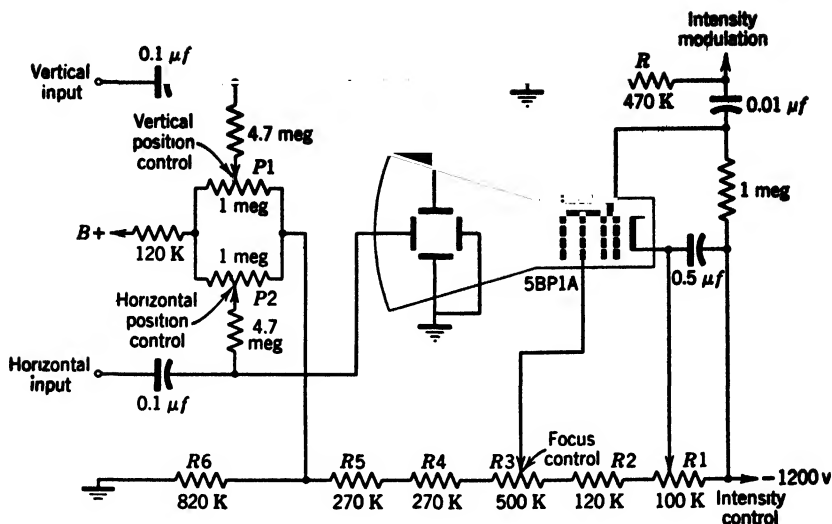 Intensity
modulation
0.1 μf
R
Vertical
input
470 K
0.01 μf
4.7 meg
Vertical
position
control
P1
1 meg
1 meg
B+
120 K
1 meg
0.5 μf
5BP1A
P2
Horizontal
position
control
4.7
meg
Horizontal
input
0.1 μf
Focus
control
R6
R5
R4
R3
R2
R1
-1200 v
820 K
270 K
270 K
500 K
120 K
100 K
Intensity
control